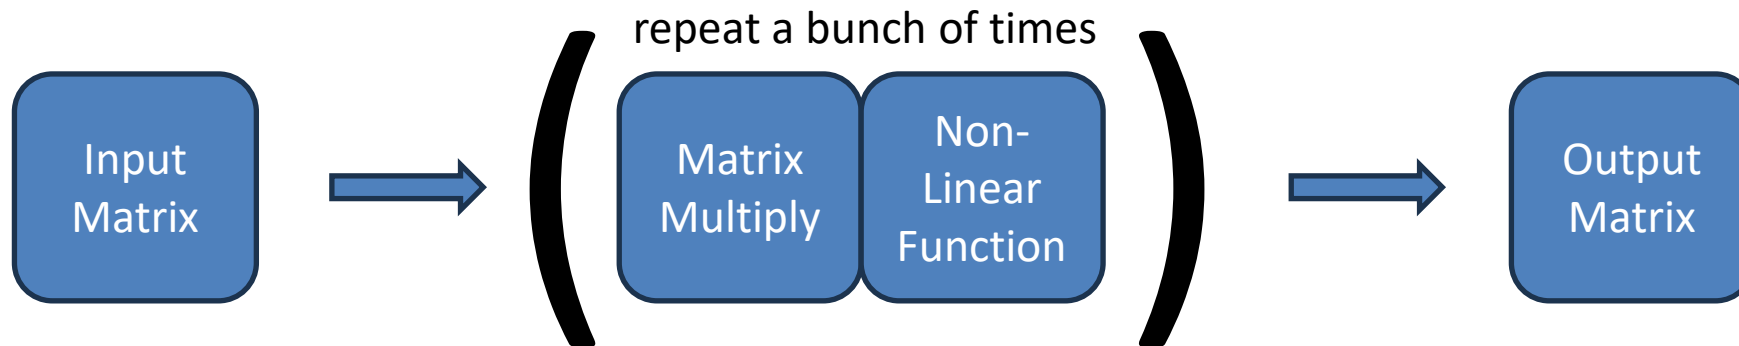 repeat a bunch of times
Input
Matrix
(
Matrix
Multiply
Non-
Linear
Function
)
Output
Matrix